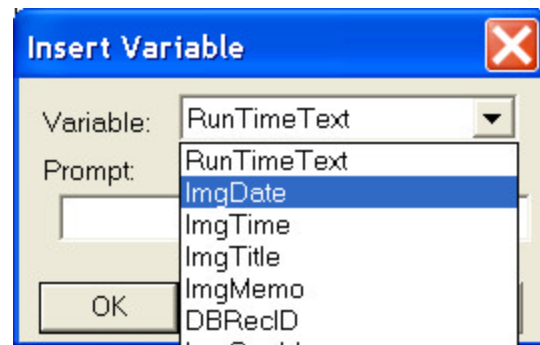 Insert Variable
Variable: RunTimeText
Prompt: RunTimeText
ImgDate
ImgTime
ImgTitle
ImgMemo
OK
DBRecID